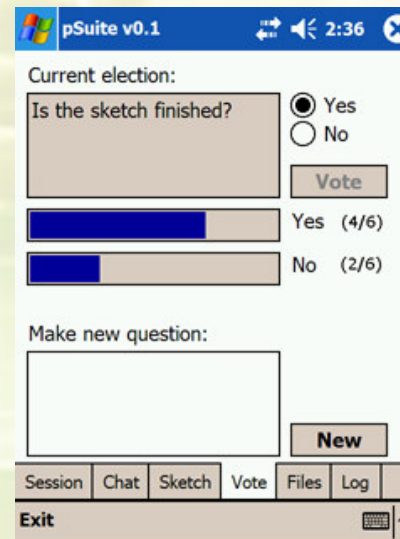 pSuite v0.1 2:36
Current election:
Is the sketch finished?
Yes
No
Vote
Yes (4/6)
No (2/6)
Make new question:
New
Session Chat Sketch Vote Files Log
Exit